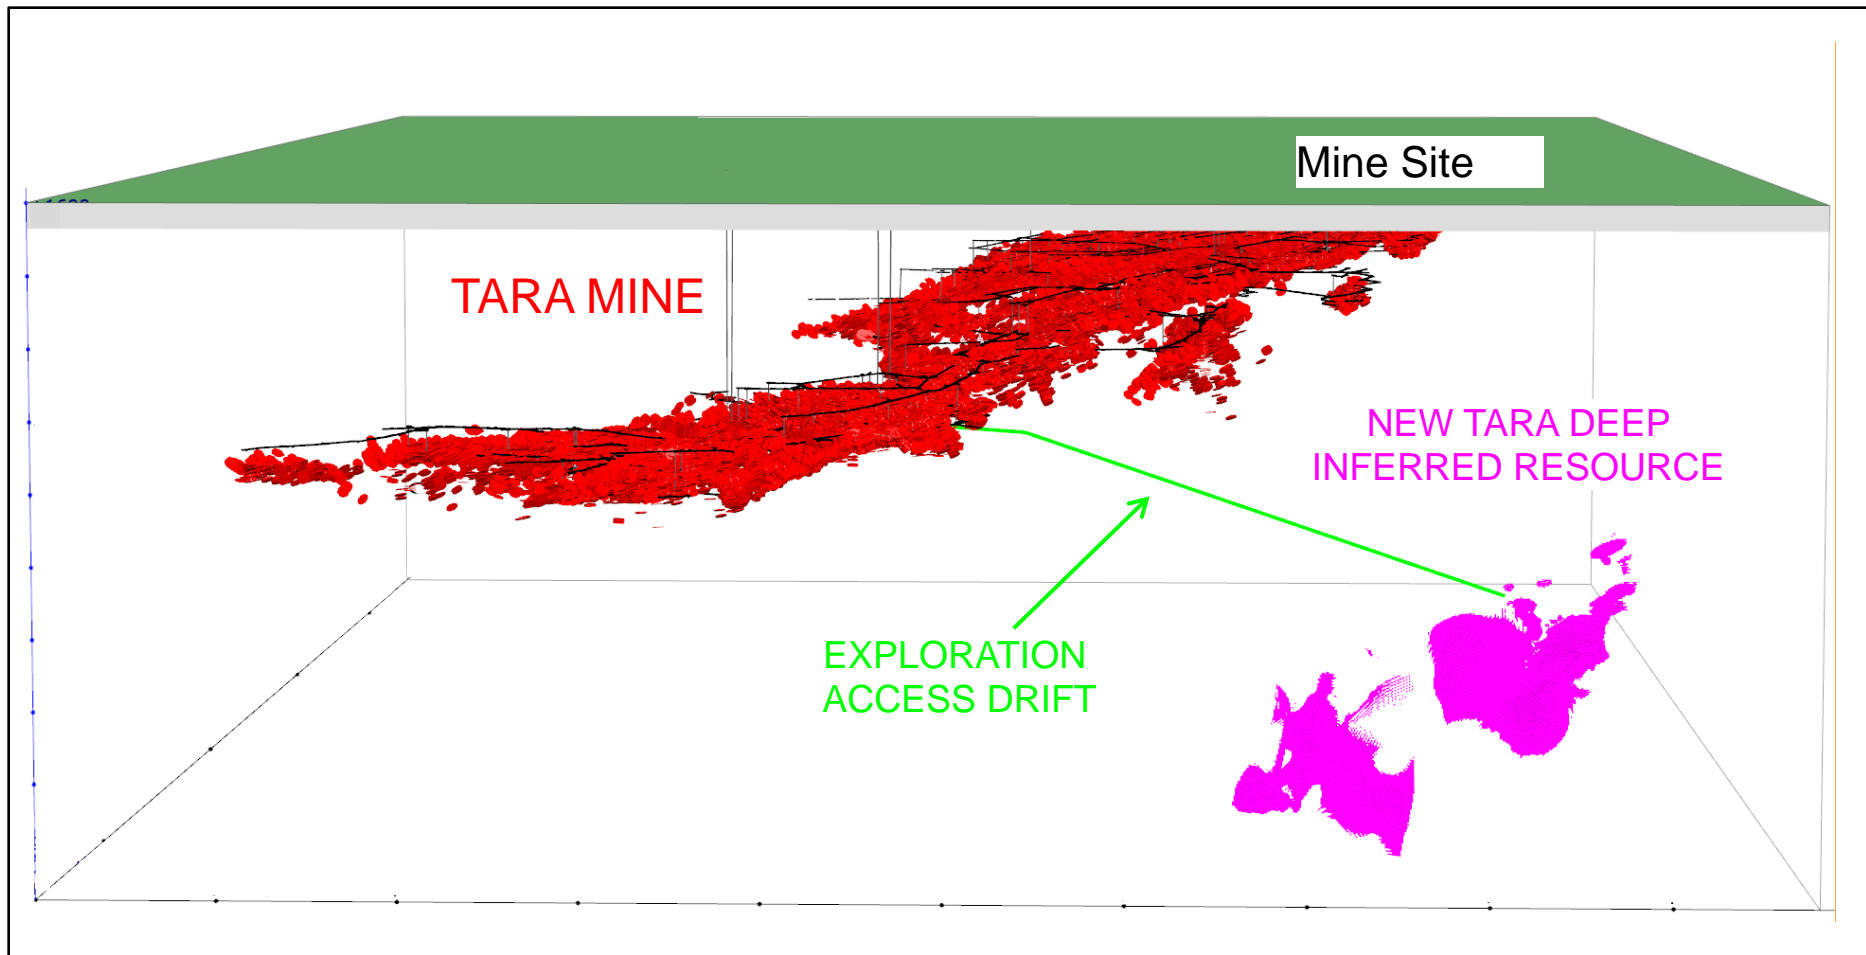 Mine Site
TARA MINE
NEW TARA DEEP
INFERRED RESOURCE
EXPLORATION
ACCESS DRIFT